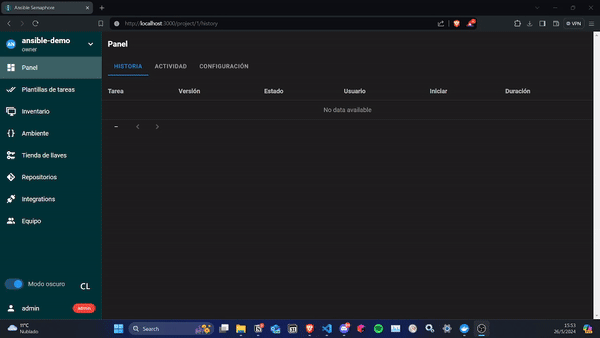 Ansible Semaphore
http://localhost:3000/project/1/history
VPN
AN
ansible-demo
owner
Panel
Plantillas de tareas
Inventario
Ambiente
Tienda de llaves
Repositorios
Integrations
Equipo
Modo oscuro
CL
admin
admin
Panel
HISTORIA ACTIVIDAD CONFIGURACIÓN
Tarea Versión Estado Usuario Iniciar Duración
No data available
11°C
Nublado
Search
15:53
26/5/2024